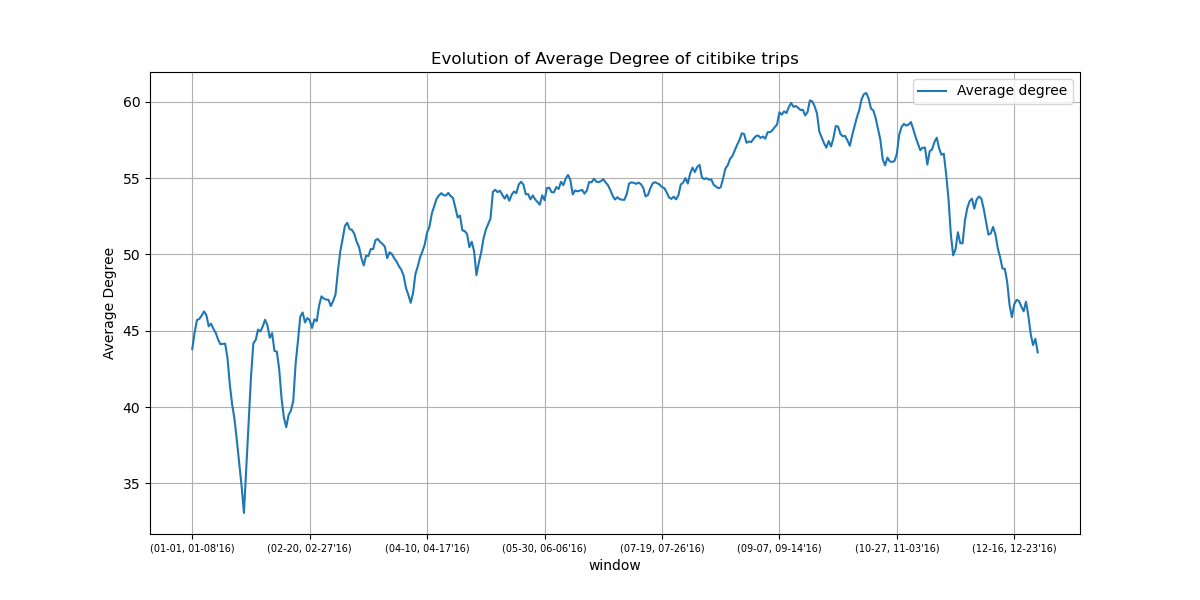 Evolution of Average Degree of citibike trips
Average degree
Average Degree
60
55
50
45
40
35
(01-01, 01-08'16) (02-20, 02-27'16) (04-10, 04-17'16) (05-30, 06-06'16) (07-19, 07-26'16) (09-07, 09-14'16) (10-27, 11-03'16) (12-16, 12-23'16)
window